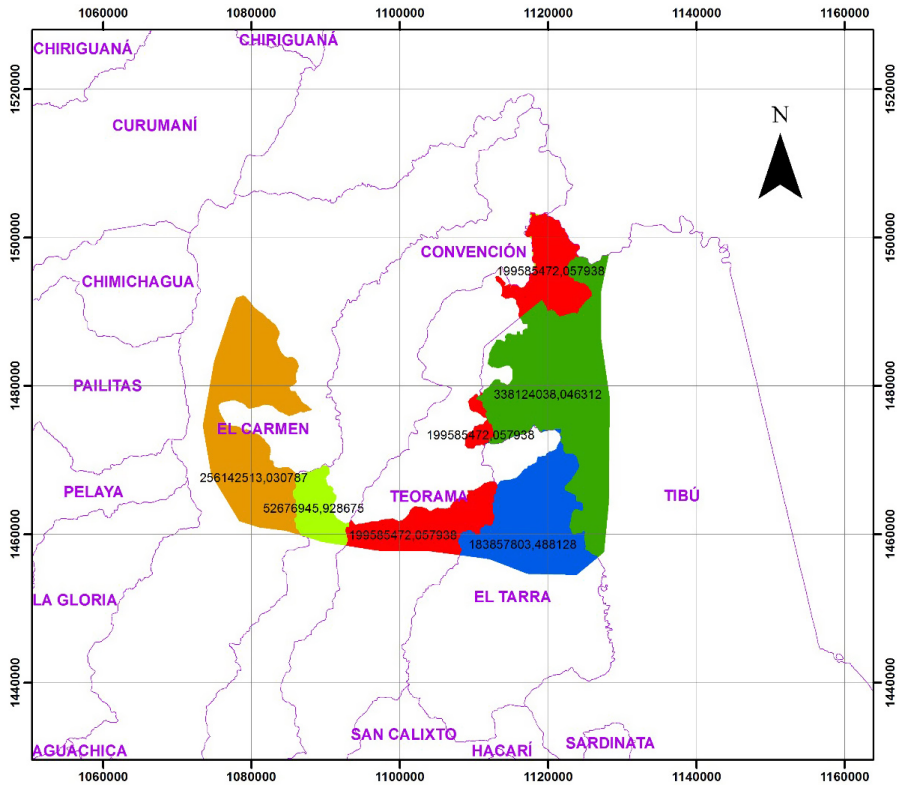 1060000 1080000 1100000 1120000 1140000 1160000
CHIRIGUANÁ
CHIRIGUANÁ
1520000 1520000
CURUMANÍ
N
1500000 1500000
CONVENCIÓN
199585472,057938
CHIMICHAGUA
PAILITAS
1480000 1480000
338124038,046312
EL CARMEN
199585472,057938
256142513,030787
PELAYA
TEORAMA
TIBÚ
52676945,928675
199585472,057938
183857803,488128
1460000 1460000
EL TARRA
LA GLORIA
1440000 1440000
SAN CALIXTO
SARDINATA
AGUACHICA
HACARÍ
1060000 1080000 1100000 1120000 1140000 1160000